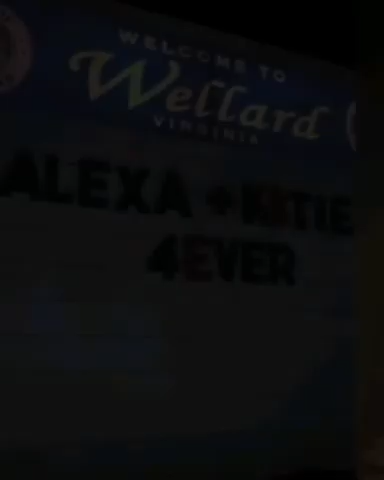 WELCOME TO
Wellard
VIRGINIA
ALEXA + KATIE
4EVER